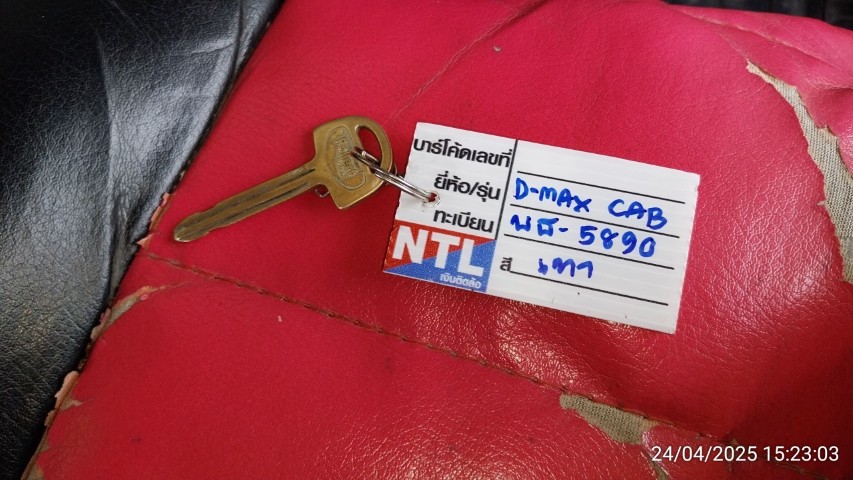 บาร์โค้ดเลขที่
ยี่ห้อ/รุ่น D-MAX CAB
ทะเบียน บฉ-5890
NTL
เงินติดล้อ
สี เทา
24/04/2025 15:23:03